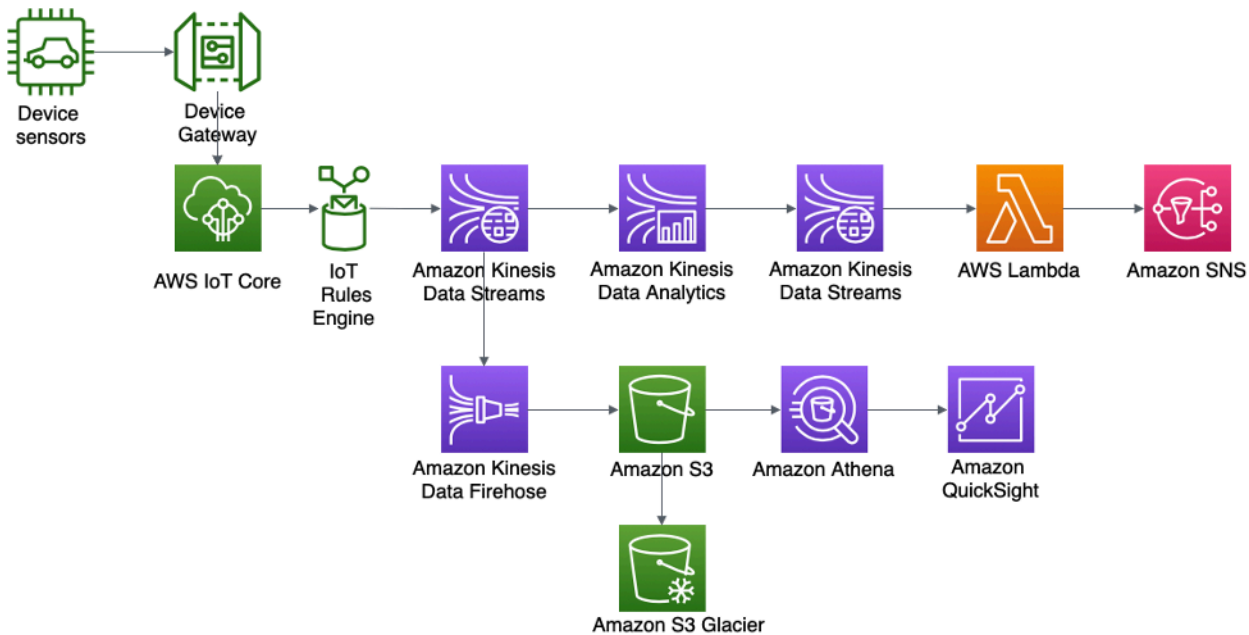 Device
sensors
Device
Gateway
AWS IoT Core
IoT
Rules
Engine
Amazon Kinesis
Data Streams
Amazon Kinesis
Data Analytics
Amazon Kinesis
Data Streams
AWS Lambda
Amazon SNS
Amazon Kinesis
Data Firehose
Amazon S3
Amazon Athena
Amazon
QuickSight
Amazon S3 Glacier